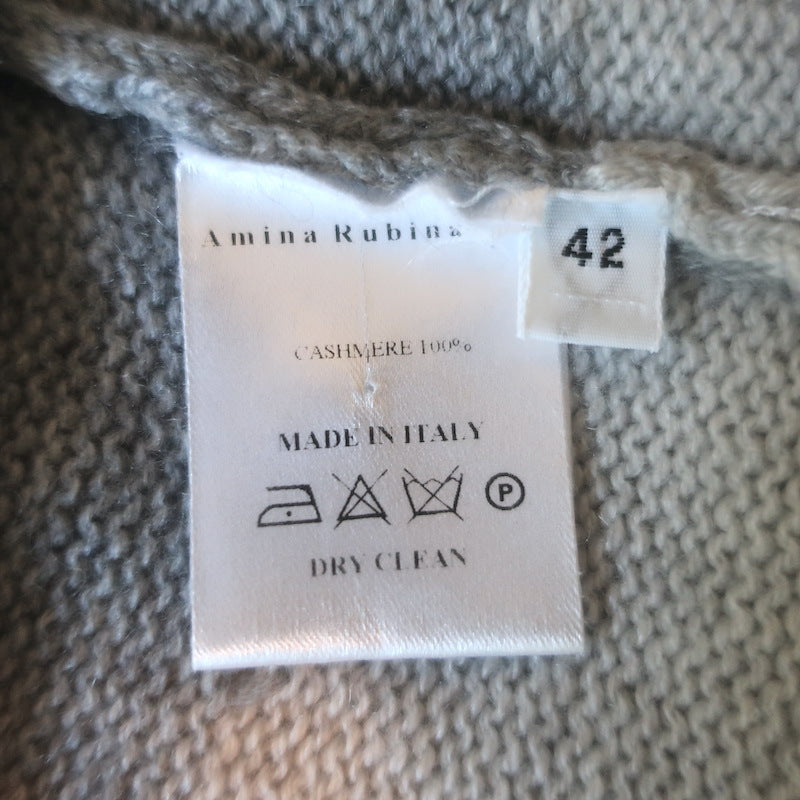 Amina Rubina
42
CASHMERE 100%
MADE IN ITALY
P
DRY CLEAN